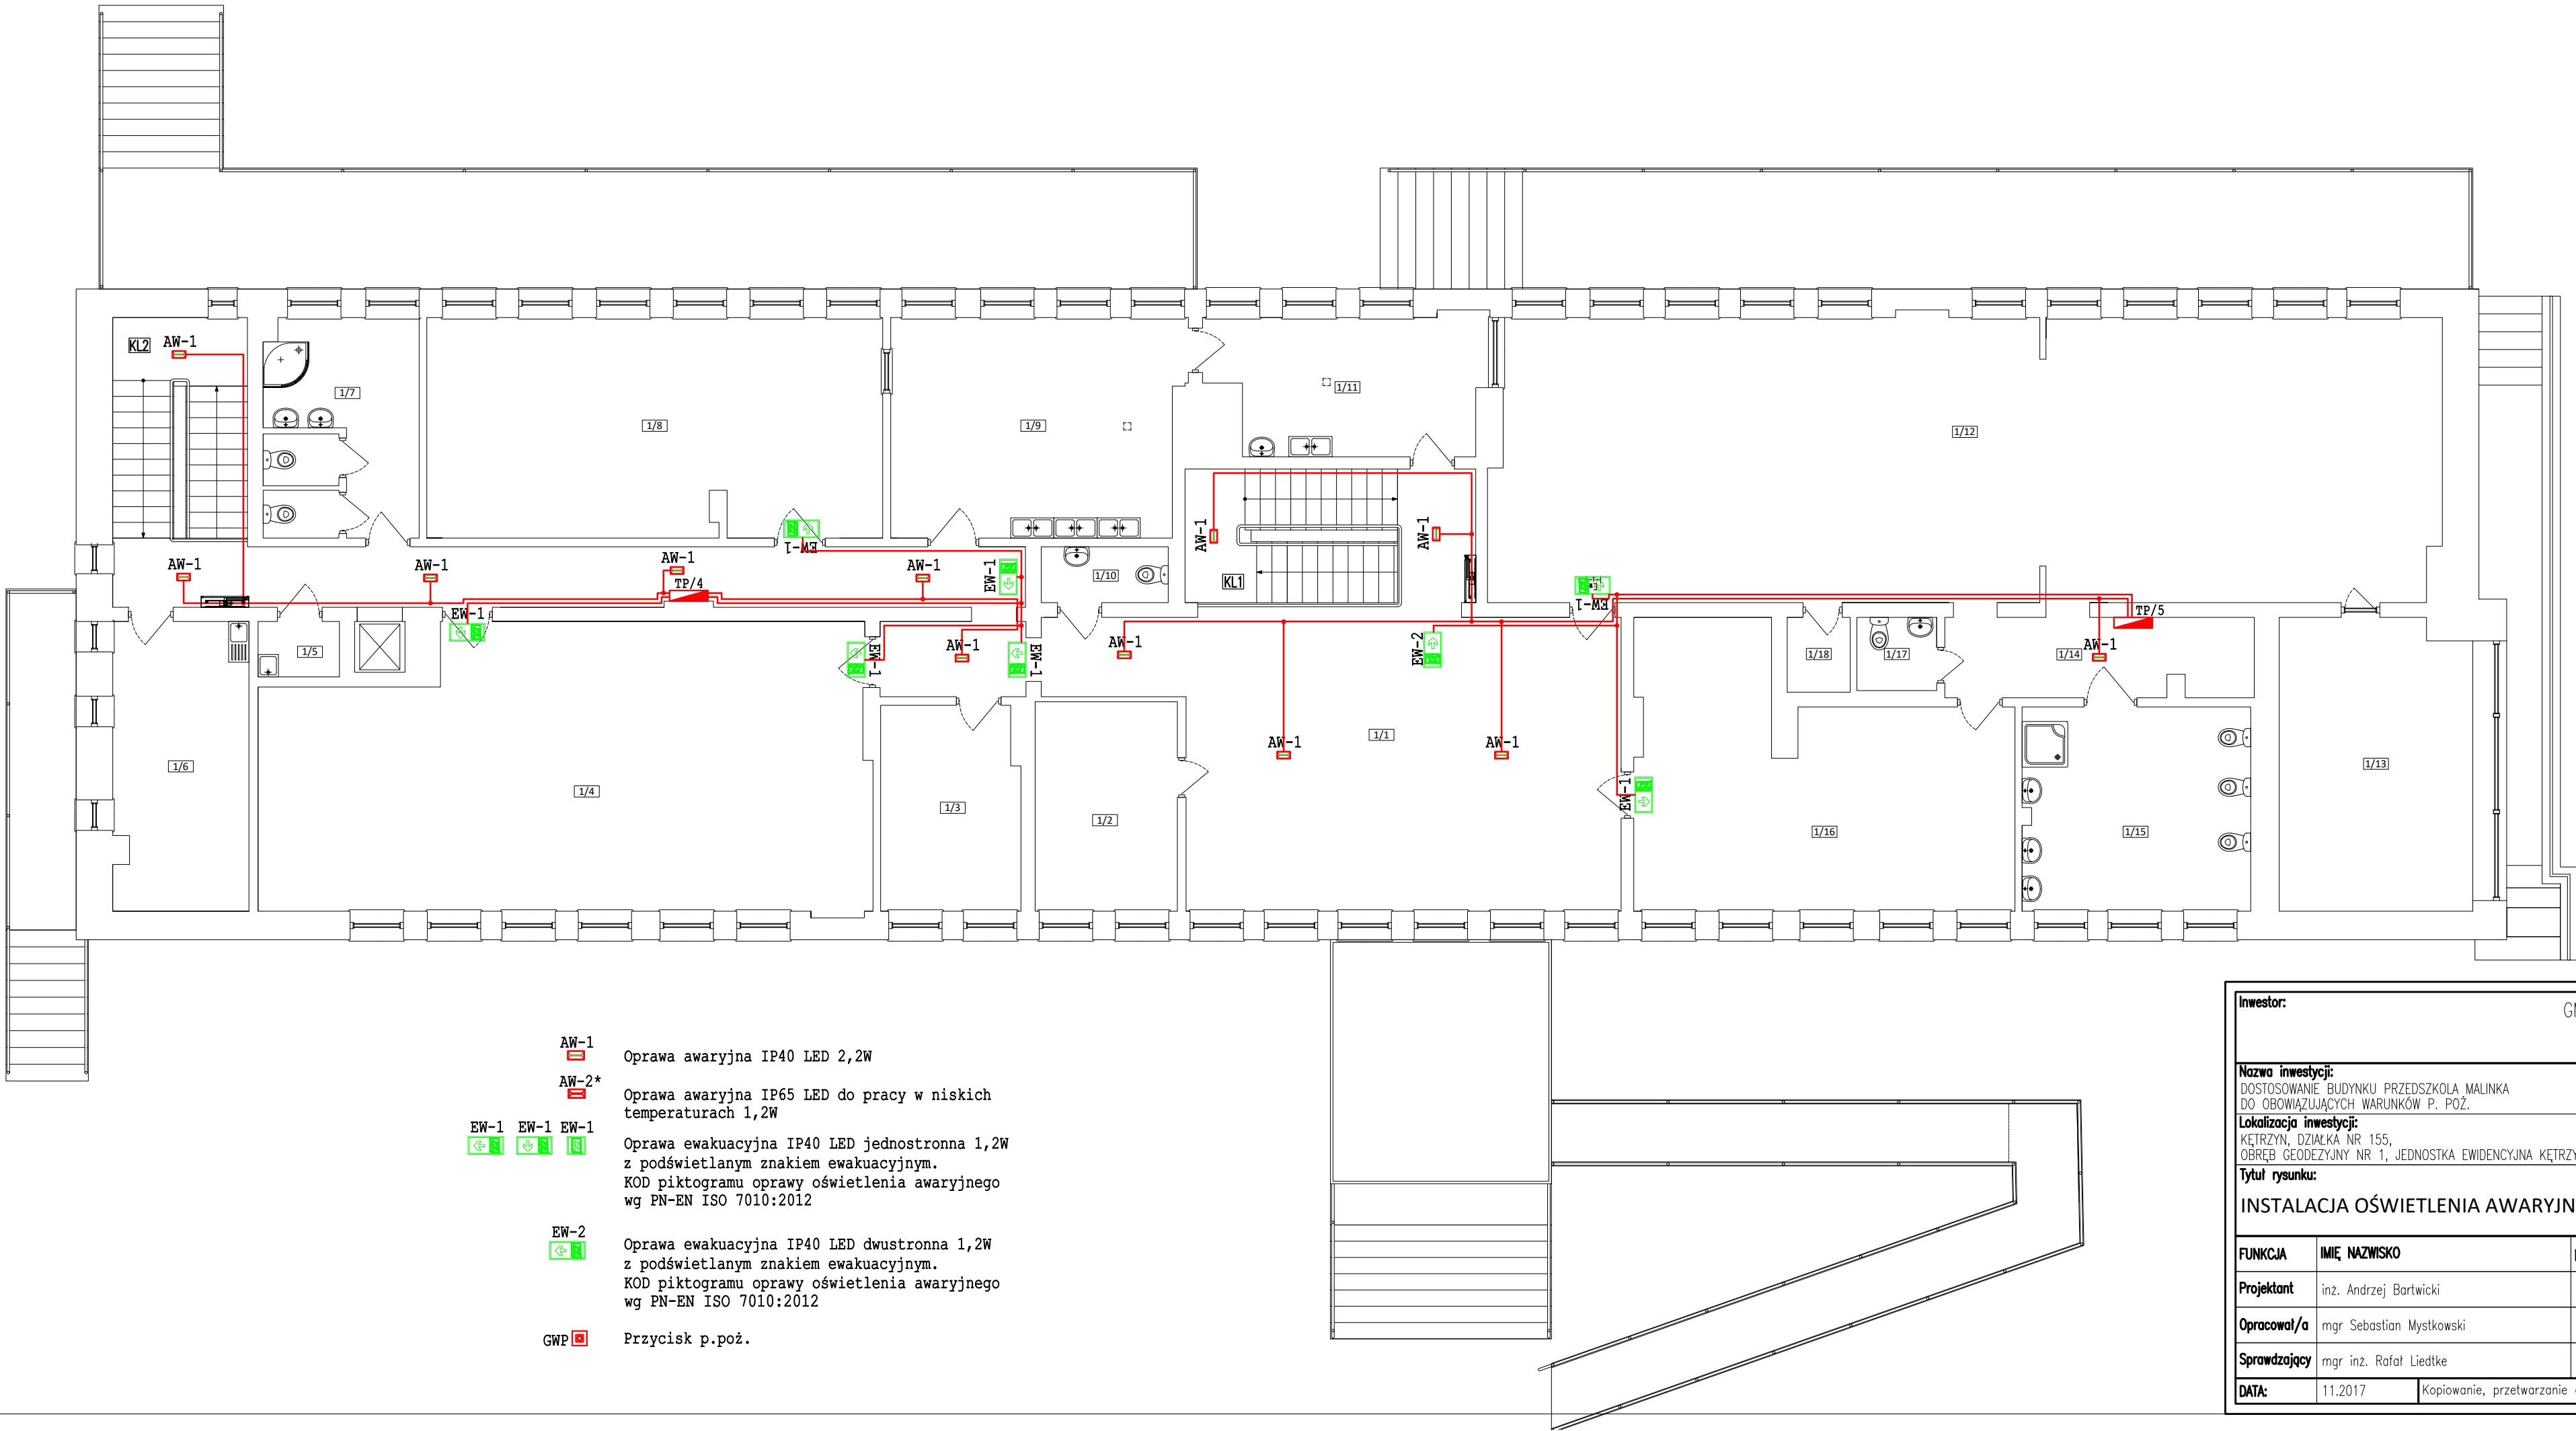 KL2
AW-1
1/7
1/8
1/9
1/11
1/12
AW-1
AW-1
KL1
EW-1
AW-1
AW-1
AW-1
TP/4
AW-1
EW-1
1/10
EW-1
TP/5
EW-1
1/5
EW-1
AW-1
EW-1
AW-1
EW-2
1/18
1/17
1/14
AW-1
1/6
1/4
1/3
1/2
AW-1
1/1
AW-1
EW-1
1/16
1/15
1/13
AW-1
Oprawa awaryjna IP40 LED 2,2W
AW-2*
Oprawa awaryjna IP65 LED do pracy w niskich
temperaturach 1,2W
EW-1 EW-1 EW-1
Oprawa ewakuacyjna IP40 LED jednostronna 1,2W
z podświetlanym znakiem ewakuacyjnym.
KOD piktogramu oprawy oświetlenia awaryjnego
wg PN-EN ISO 7010:2012
EW-2
Oprawa ewakuacyjna IP40 LED dwustronna 1,2W
z podświetlanym znakiem ewakuacyjnym.
KOD piktogramu oprawy oświetlenia awaryjnego
wg PN-EN ISO 7010:2012
GWP
Przycisk p.poż.
Inwestor:
Nazwa inwestycji:
DOSTOSOWANIE BUDYNKU PRZEDSZKOLA MALINKA
DO OBOWIĄZUJĄCYCH WARUNKÓW P. POŻ.
Lokalizacja inwestycji:
KĘTRZYN, DZIAŁKA NR 155,
OBRĘB GEODEZYJNY NR 1, JEDNOSTKA EWIDENCYJNA KĘTRZY
Tytuł rysunku:
INSTALACJA OŚWIETLENIA AWARYJN
FUNKCJA IMIĘ NAZWISKO
Projektant inż. Andrzej Bartwicki
Opracował/a mgr Sebastian Mystkowski
Sprawdzający mgr inż. Rafał Liedtke
DATA: 11.2017 Kopiowanie, przetwarzanie